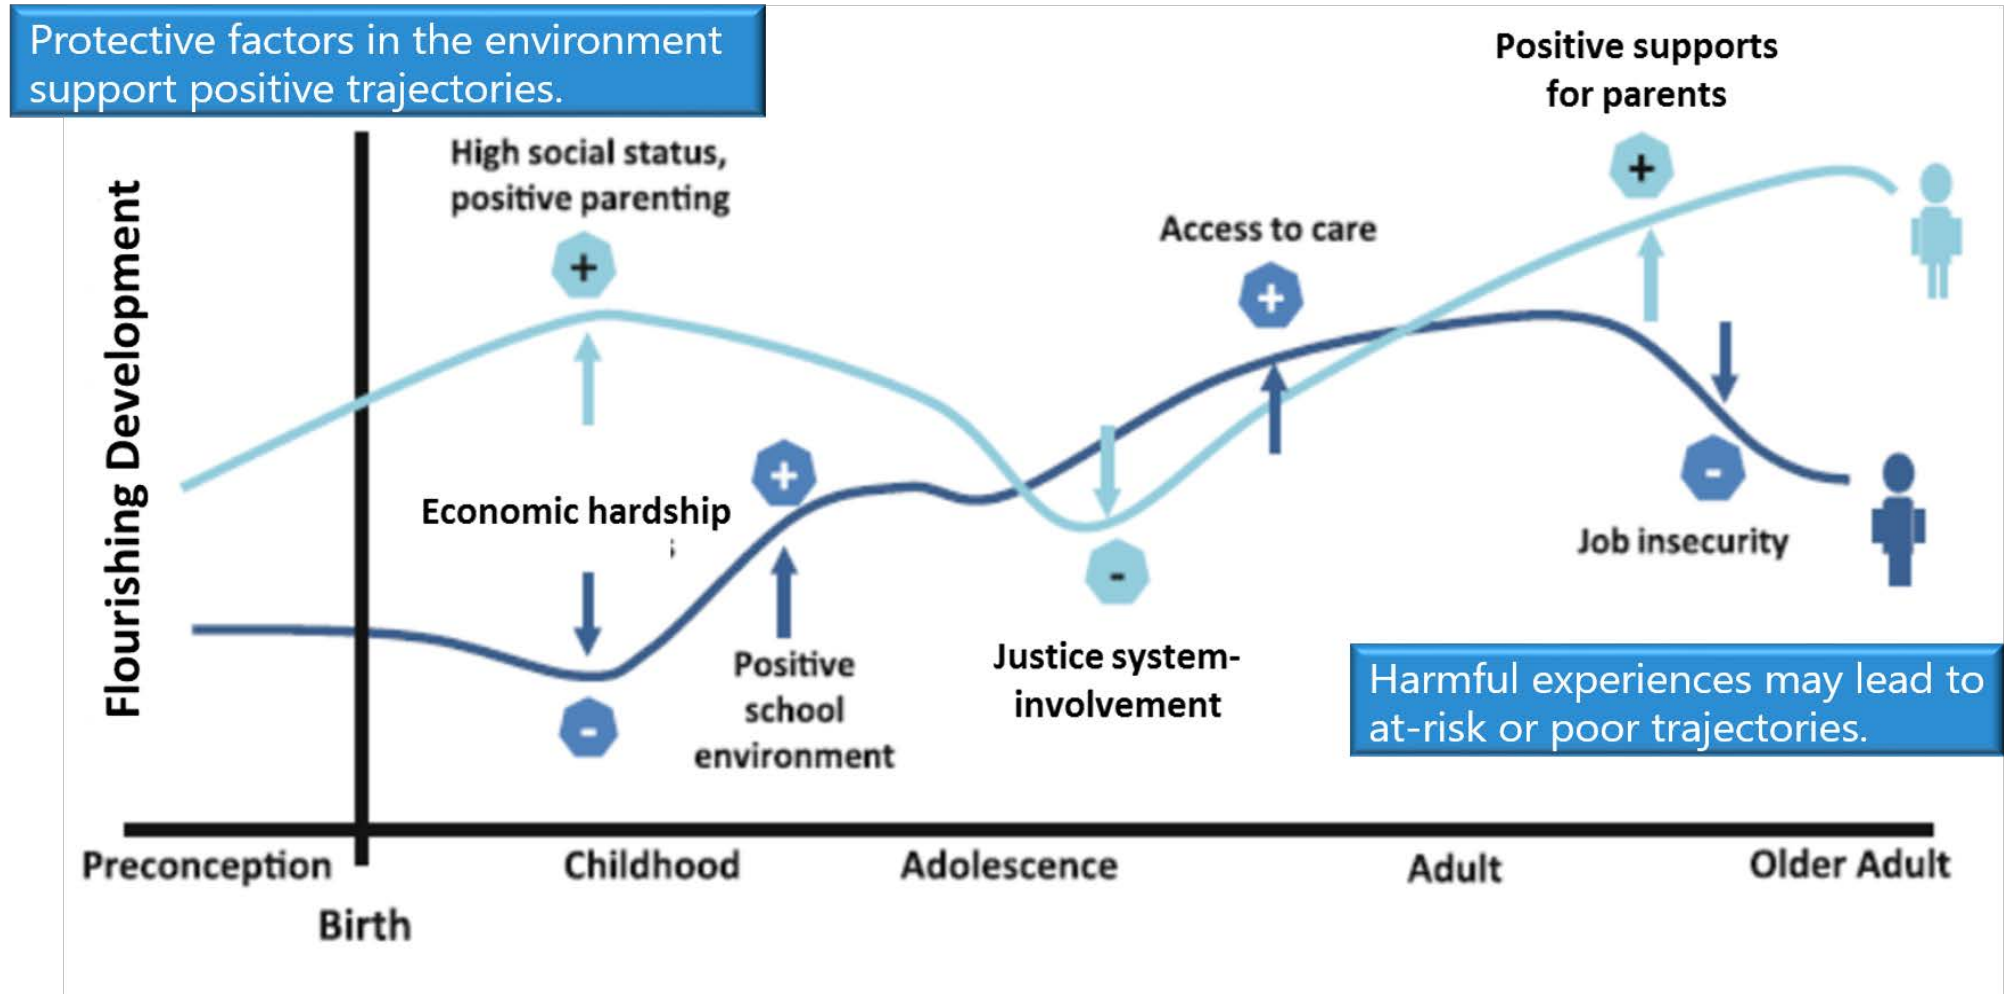 Protective factors in the environment
support positive trajectories.
Positive supports
for parents
High social status,
positive parenting
+
+
Access to care
+
Flourishing Development
Economic hardship
+
-
Job insecurity
-
Positive
school
environment
-
Justice system-
involvement
Harmful experiences may lead to
at-risk or poor trajectories.
Preconception
Childhood
Adolescence
Adult
Older Adult
Birth